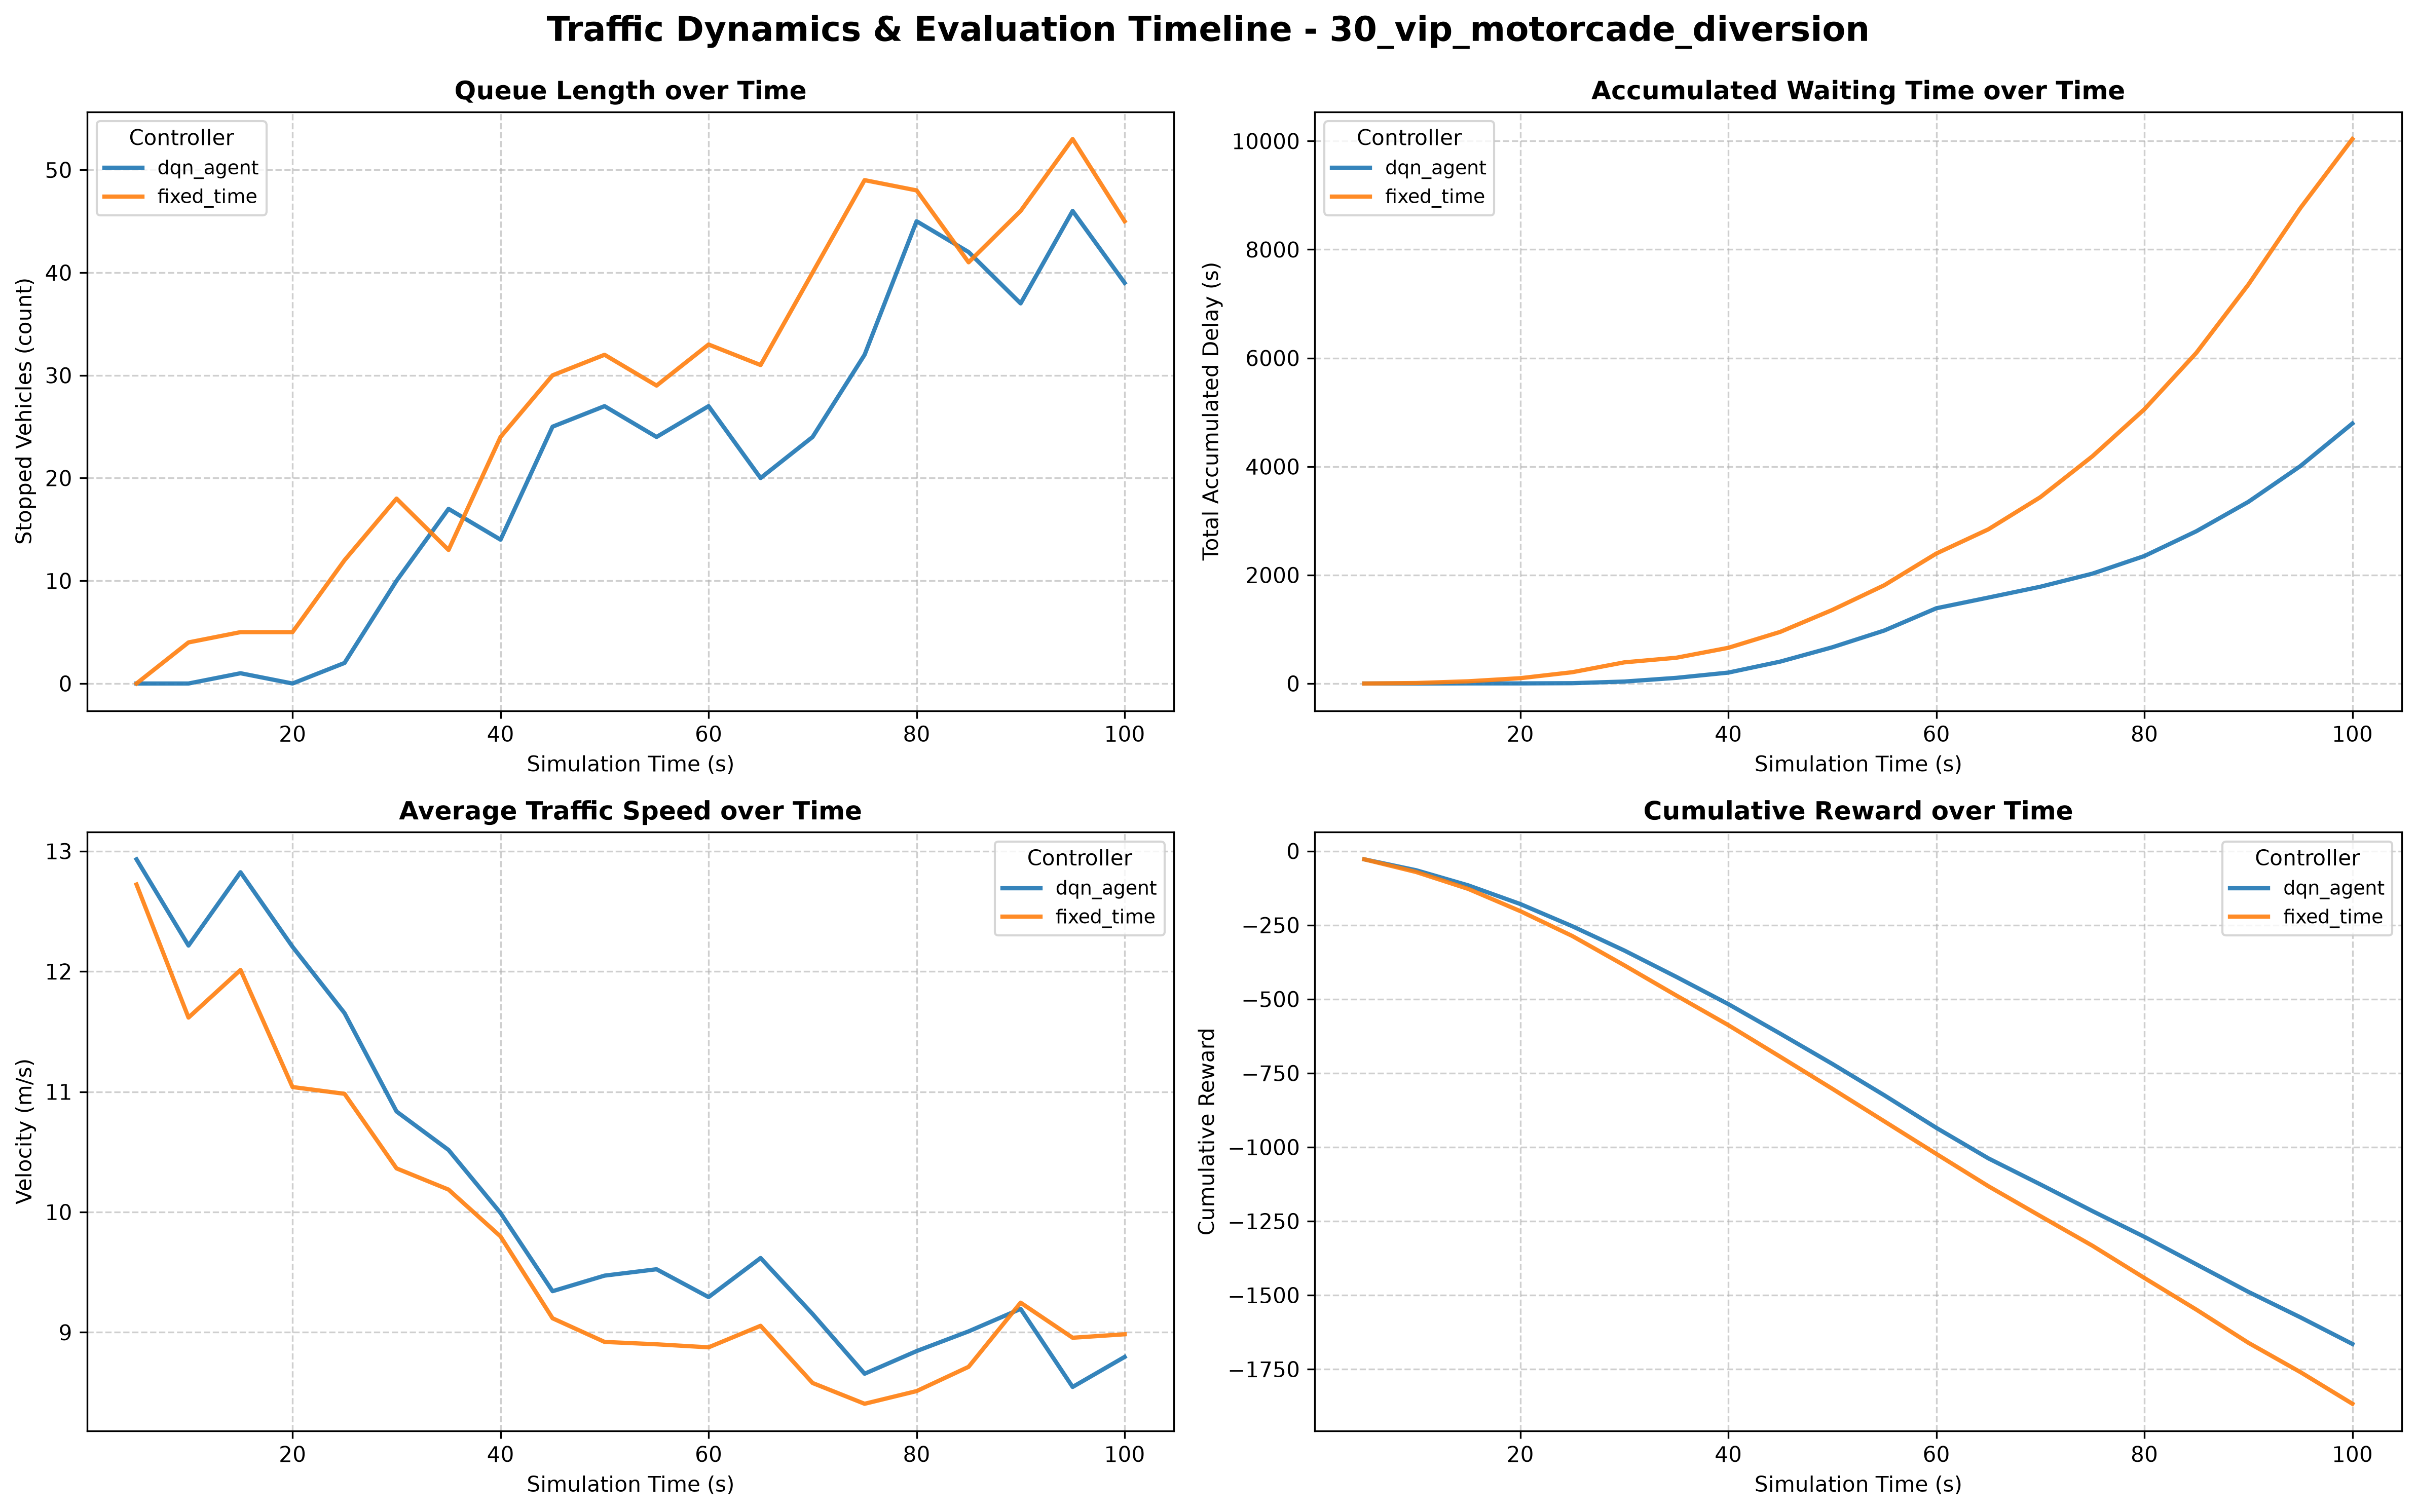 Traffic Dynamics & Evaluation Timeline - 30_vip_motorcade_diversion
Queue Length over Time
Controller
dqn_agent
fixed_time
Stopped Vehicles (count)
50
40
30
20
10
0
20 40 60 80 100
Simulation Time (s)
Accumulated Waiting Time over Time
Controller
dqn_agent
fixed_time
Total Accumulated Delay (s)
10000
8000
6000
4000
2000
0
20 40 60 80 100
Simulation Time (s)
Average Traffic Speed over Time
Controller
dqn_agent
fixed_time
Velocity (m/s)
13
12
11
10
9
20 40 60 80 100
Simulation Time (s)
Cumulative Reward over Time
Controller
dqn_agent
fixed_time
Cumulative Reward
0
−250
−500
−750
−1000
−1250
−1500
−1750
20 40 60 80 100
Simulation Time (s)